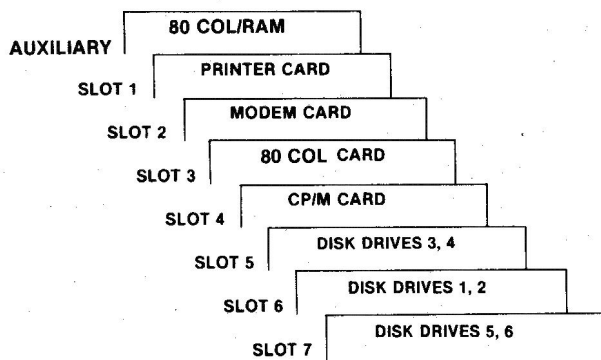 80 COL/RAM
AUXILIARY
PRINTER CARD
SLOT 1
MODEM CARD
SLOT 2
80 COL CARD
SLOT 3
CP/M CARD
SLOT 4
DISK DRIVES 3, 4
SLOT 5
DISK DRIVES 1, 2
SLOT 6
DISK DRIVES 5, 6
SLOT 7